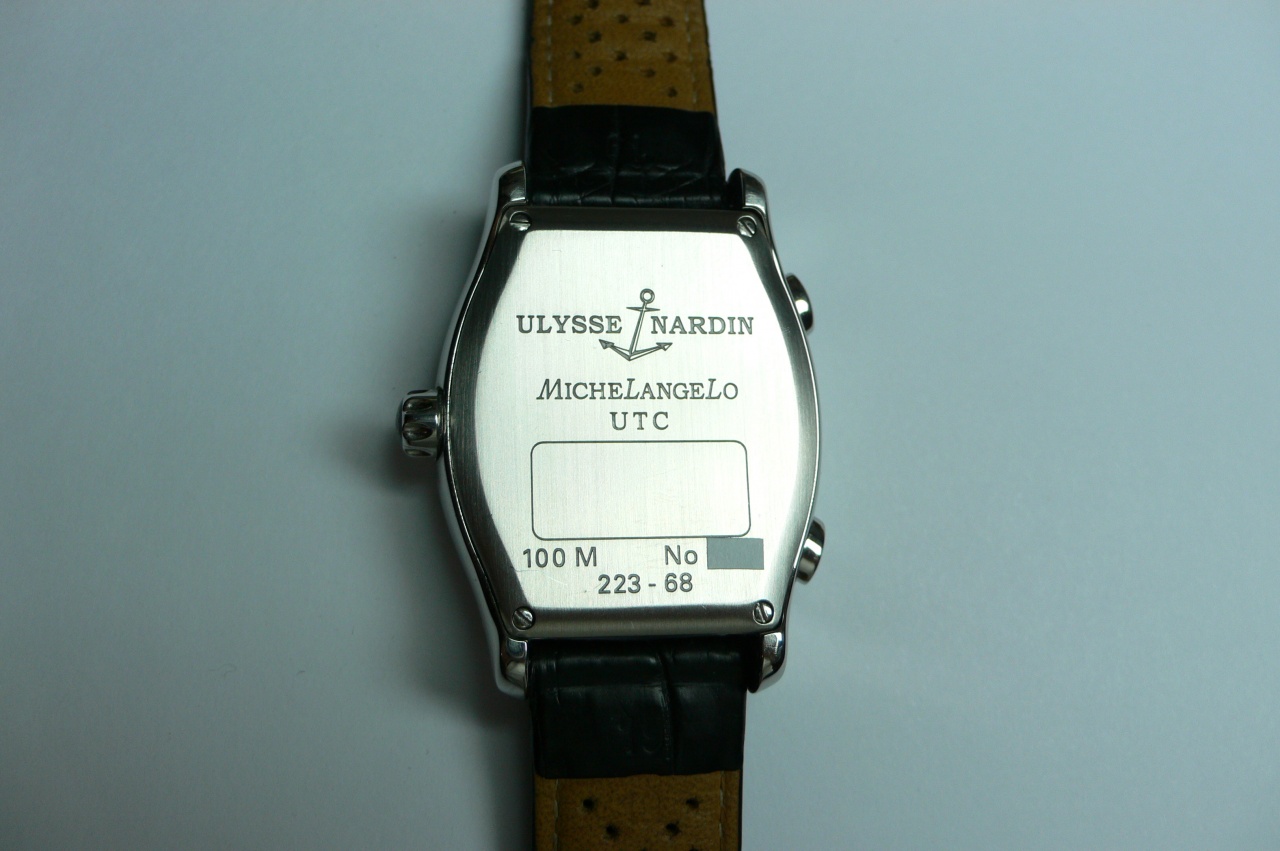 ULYSSE NARDIN
MICHELANGELO
UTC
100 M No
223 - 68